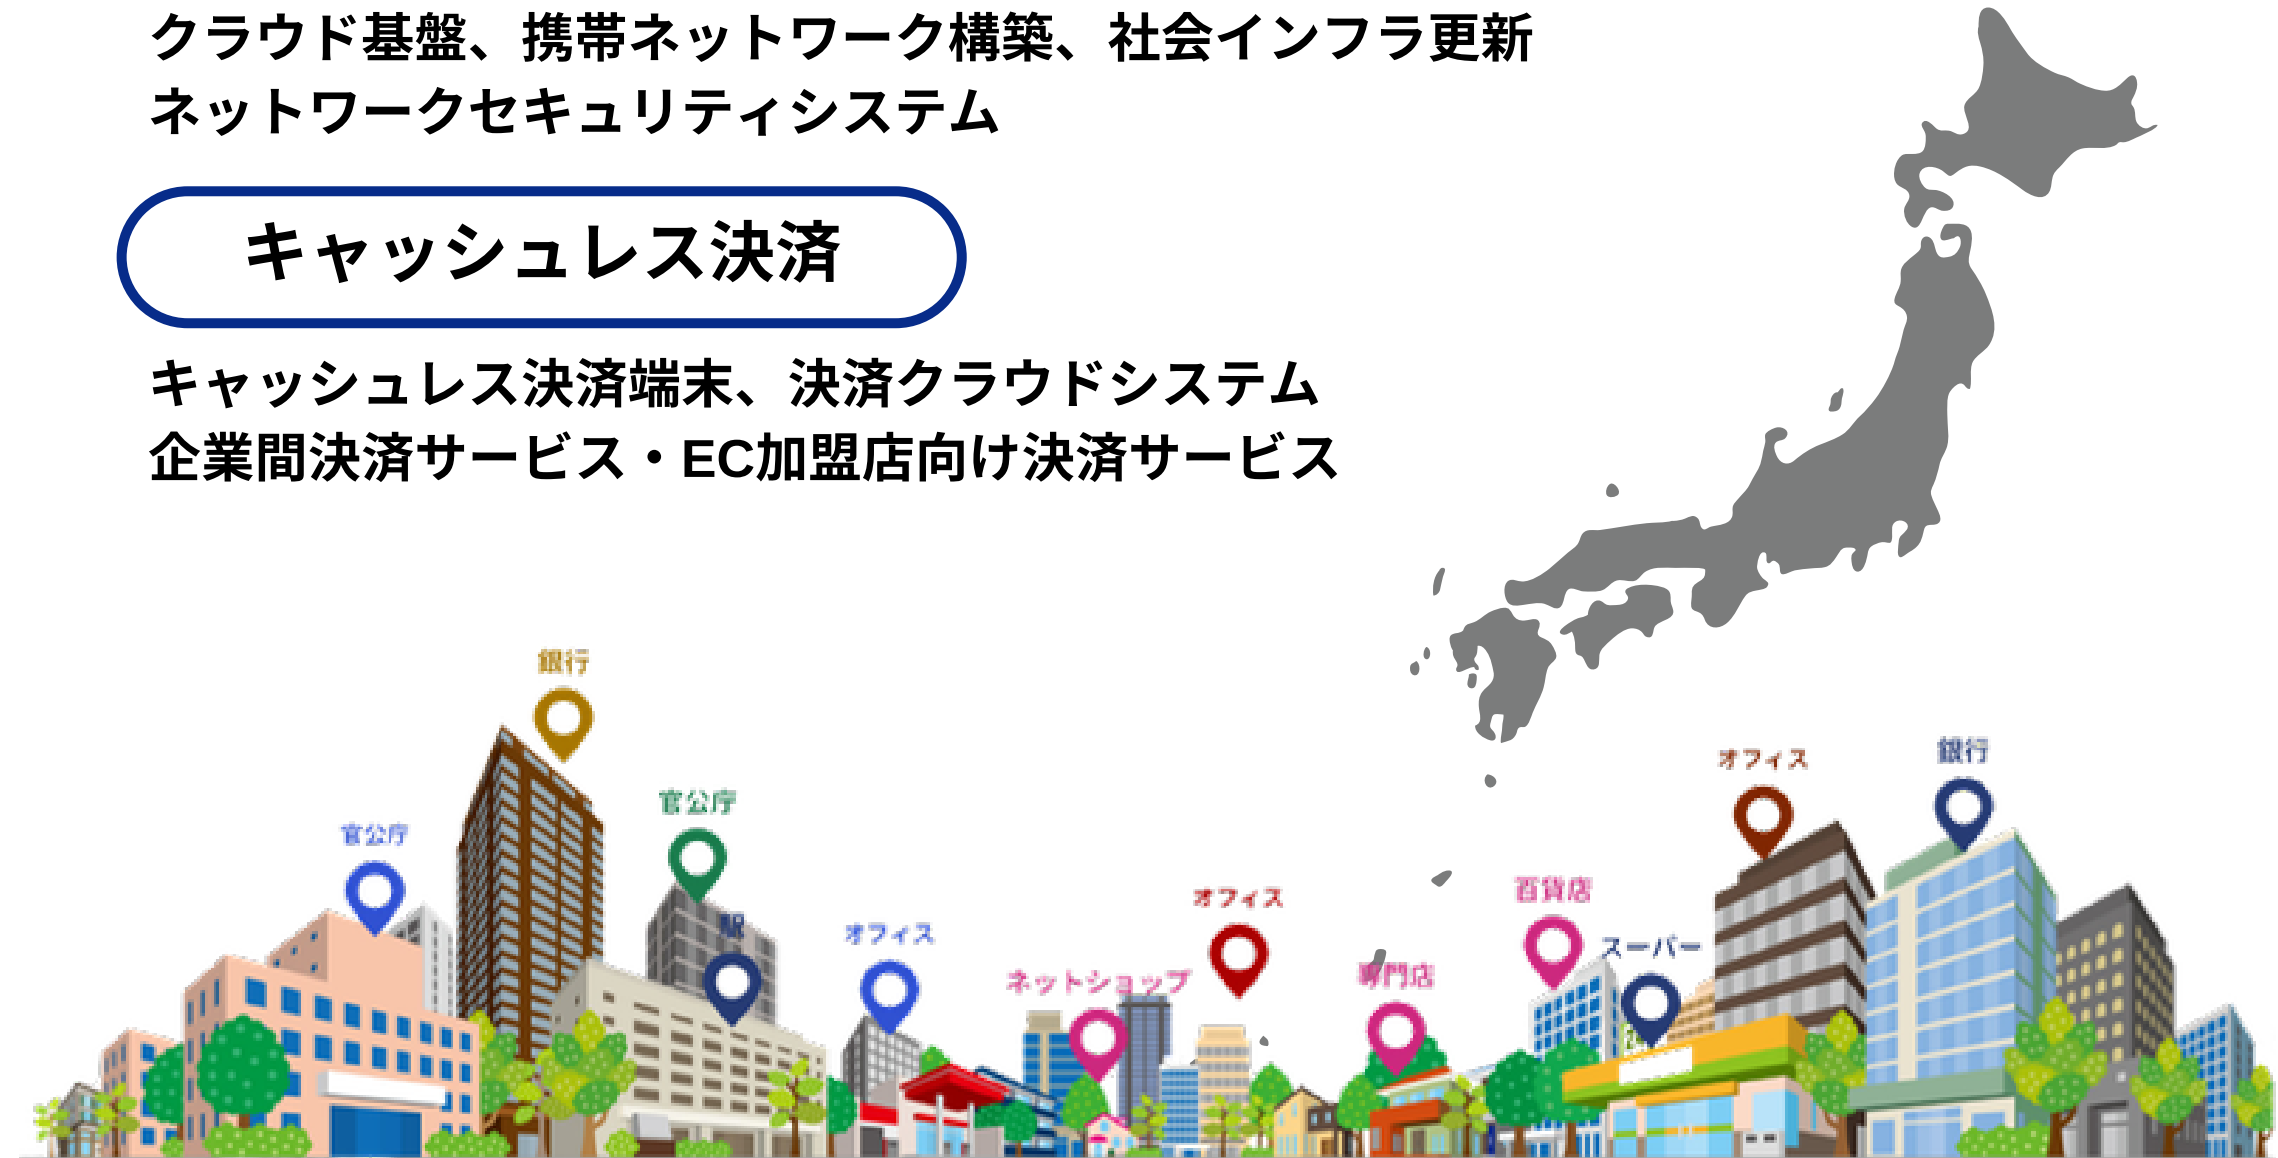 クラウド基盤、携帯ネットワーク構築、社会インフラ更新
ネットワークセキュリティシステム
キャッシュレス決済
キャッシュレス決済端末、決済クラウドシステム
企業間決済サービス・EC加盟店向け決済サービス
銀行
官公庁
官公庁
駅
オフィス
ネットショップ
オフィス
専門店
百貨店
スーパー
オフィス
銀行